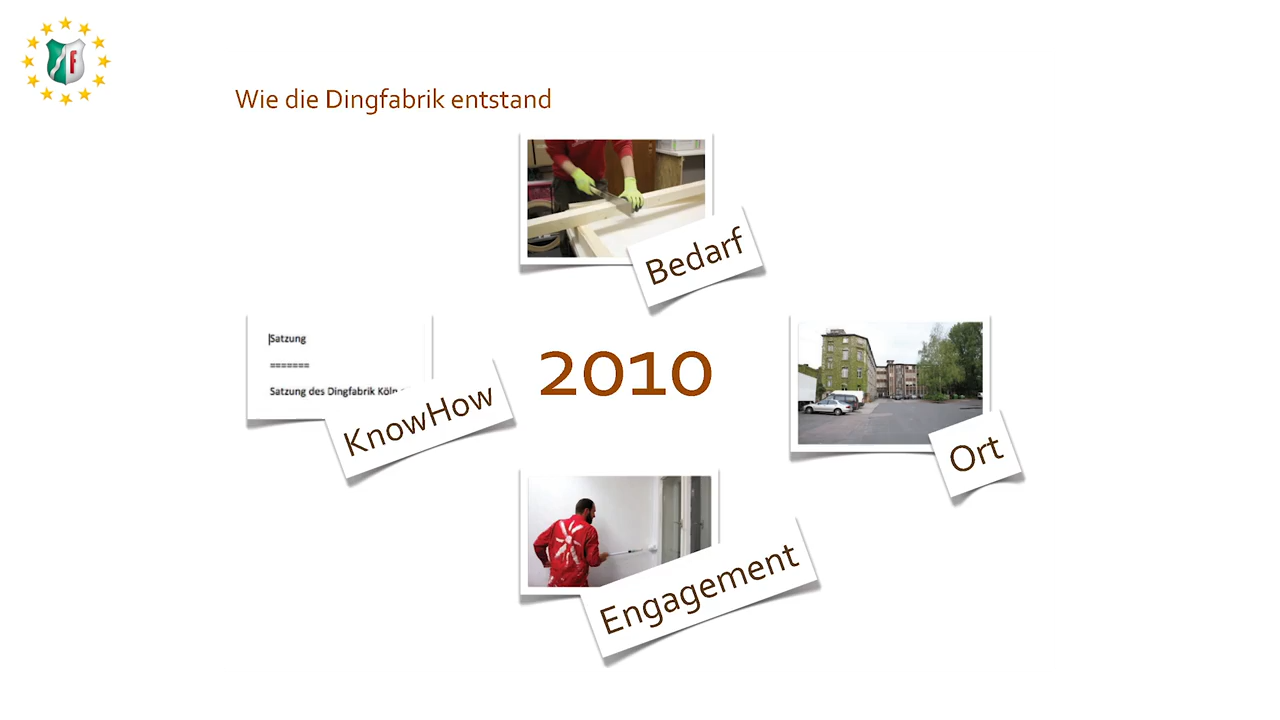 F
Wie die Dingfabrik entstand
Bedarf
Satzung
=======
Satzung des Dingfabrik Köln
KnowHow
2010
Ort
Engagement